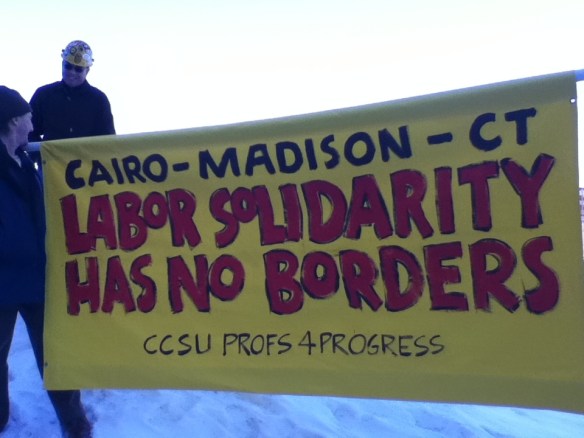 CAIRO-MADISON-CT
LABOR SOLIDARITY
HAS NO BORDERS
CCSU PROFS 4 PROGRESS